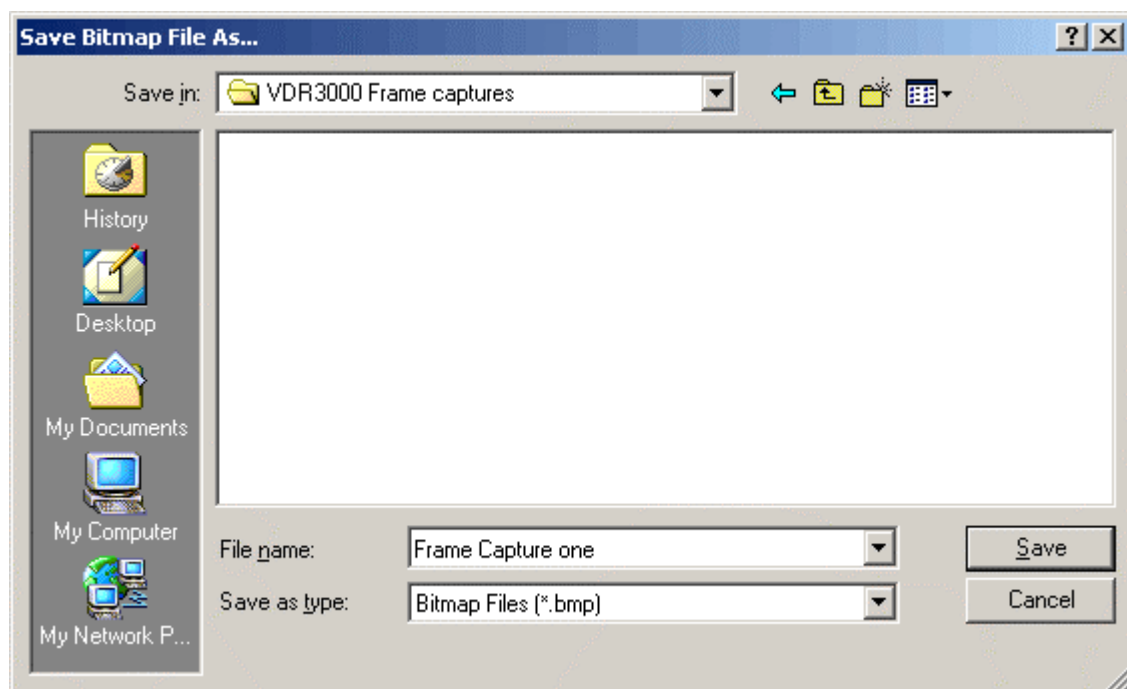 Save Bitmap File As...
Save in: VDR3000 Frame captures
History
Desktop
My Documents
My Computer
My Network P...
File name: Frame Capture one
Save
Save as type: Bitmap Files (*.bmp)
Cancel